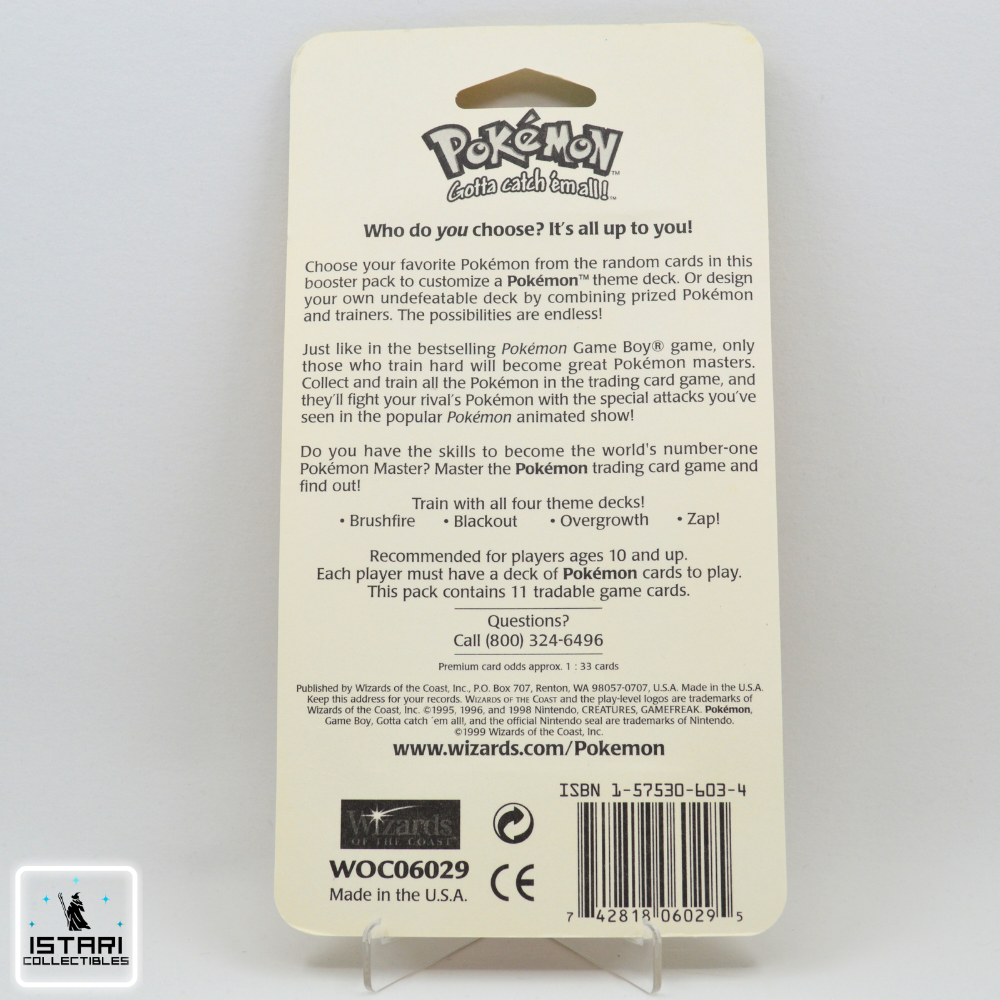 POKéMON™
Gotta catch 'em all!™
Who do you choose? It's all up to you!
Choose your favorite Pokémon from the random cards in this
booster pack to customize a Pokémon™ theme deck. Or design
your own undefeatable deck by combining prized Pokémon
and trainers. The possibilities are endless!
Just like in the bestselling Pokémon Game Boy® game, only
those who train hard will become great Pokémon masters.
Collect and train all the Pokémon in the trading card game, and
they'll fight your rival's Pokémon with the special attacks you've
seen in the popular Pokémon animated show!
Do you have the skills to become the world's number-one
Pokémon Master? Master the Pokémon trading card game and
find out!
Train with all four theme decks!
• Brushfire • Blackout • Overgrowth • Zap!
Recommended for players ages 10 and up.
Each player must have a deck of Pokémon cards to play.
This pack contains 11 tradable game cards.
Questions?
Call (800) 324-6496
Premium card odds approx. 1 : 33 cards
Published by Wizards of the Coast, Inc., P.O. Box 707, Renton, WA 98057-0707, U.S.A. Made in the U.S.A.
Keep this address for your records. WIZARDS OF THE COAST and the play-level logos are trademarks of
Wizards of the Coast, Inc. ©1995, 1996, and 1998 Nintendo, CREATURES, GAMEFREAK. Pokémon,
Game Boy, Gotta catch 'em all!, and the official Nintendo seal are trademarks of Nintendo.
©1999 Wizards of the Coast, Inc.
www.wizards.com/Pokemon
ISBN 1-57530-603-4
Wizards
OF THE COAST
WOC06029
Made in the U.S.A.
CE
7 42818 06029 5
ISTARI
COLLECTIBLES